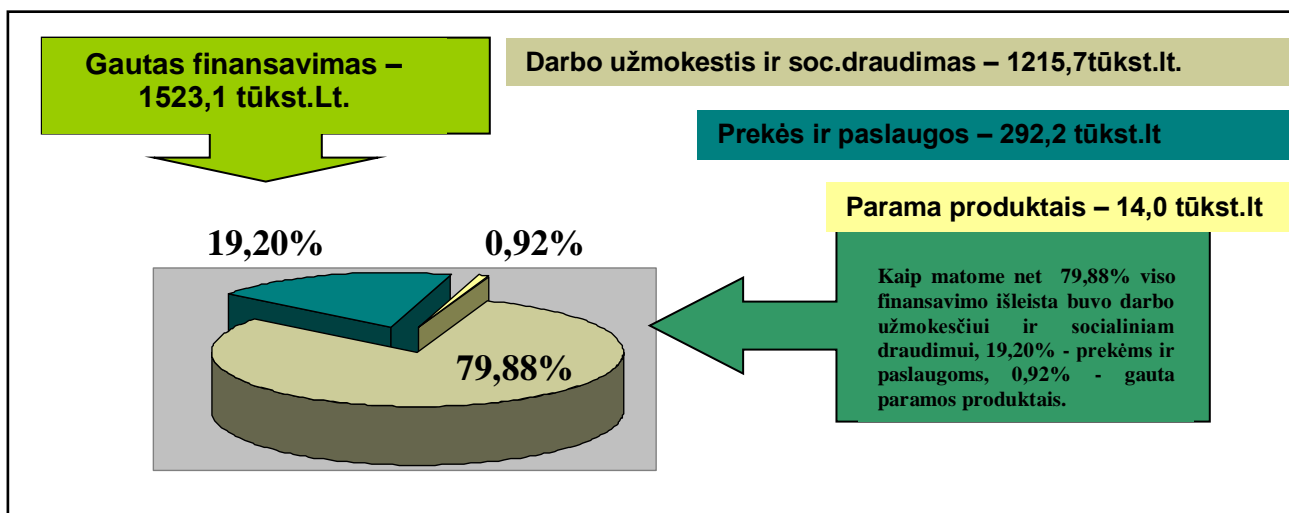 Gautas finansavimas –
1523,1 tūkst.Lt.
Darbo užmokestis ir soc.draudimas – 1215,7tūkst.lt.
Prekės ir paslaugos – 292,2 tūkst.lt
Parama produktais – 14,0 tūkst.lt
19,20%
0,92%
79,88%
Kaip matome net 79,88% viso
finansavimo išleista buvo darbo
užmokesčiui ir socialiniam
draudimui, 19,20% - prekėms ir
paslaugoms, 0,92% - gauta
paramos produktais.